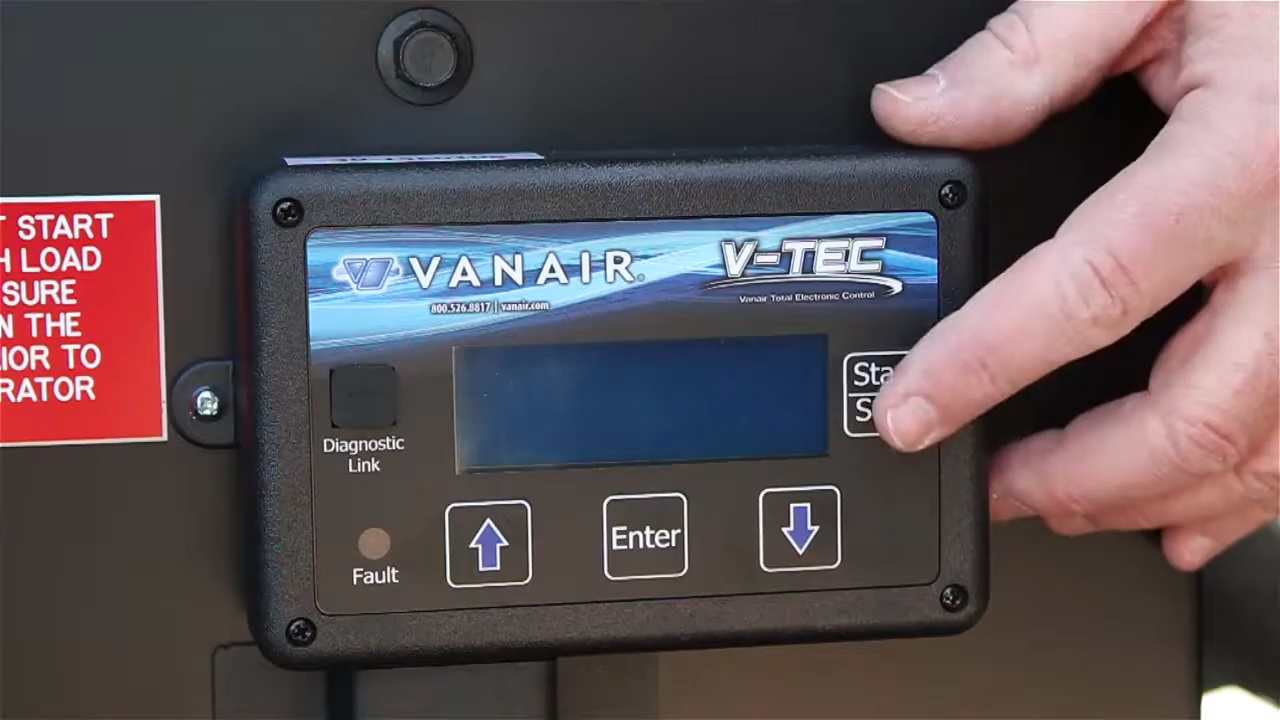 T START
H LOAD
SURE
N THE
IOR TO
RATOR
VANAIR®
800.526.8817 | vanair.com
V-TEC
Vanair Total Electronic Control
Diagnostic
Link
Fault
Enter